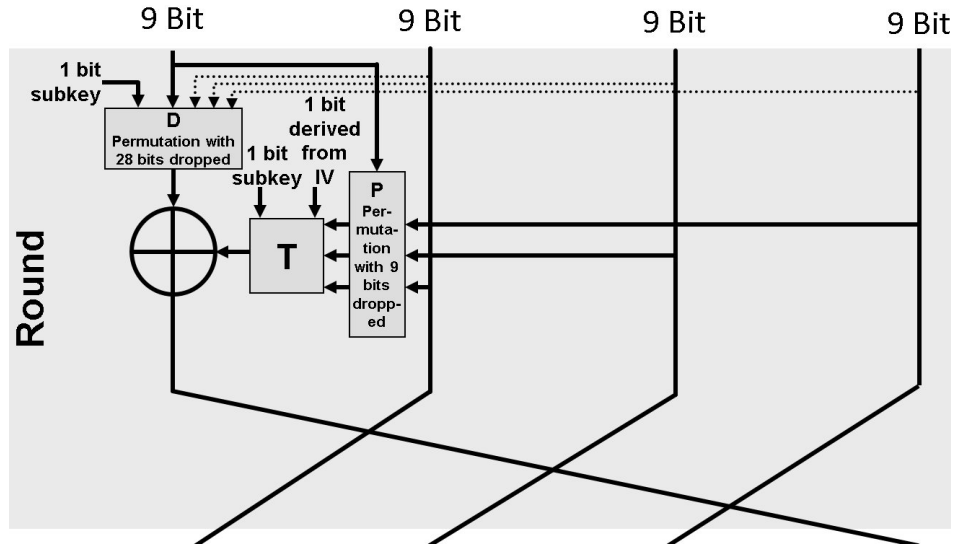 9 Bit
9 Bit
9 Bit
9 Bit
1 bit
subkey
D
Permutation with
28 bits dropped
1 bit
derived
from
IV
1 bit
subkey
P
Per-
muta-
tion
with 9
bits
dropp-
ed
T
Round